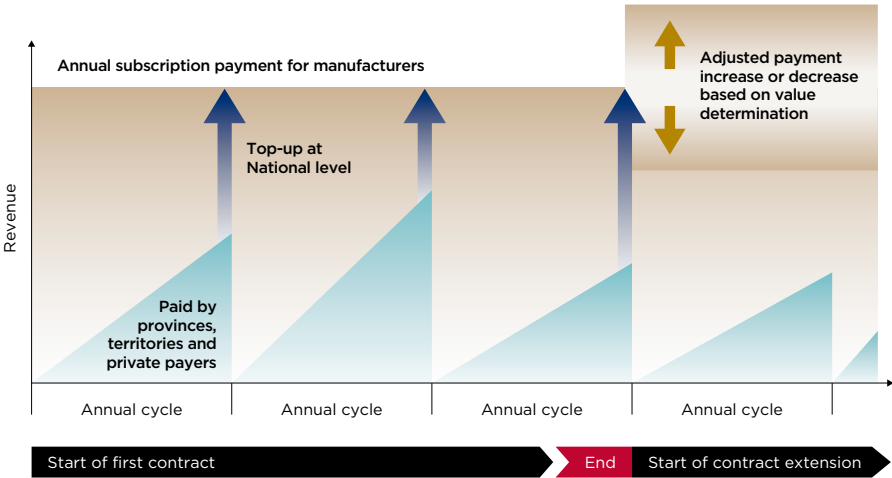 Annual subscription payment for manufacturers
Adjusted payment
increase or decrease
based on value
determination
Top-up at
National level
Revenue
Paid by
provinces,
territories and
private payers
Annual cycle
Annual cycle
Annual cycle
Annual cycle
Start of first contract
End
Start of contract extension